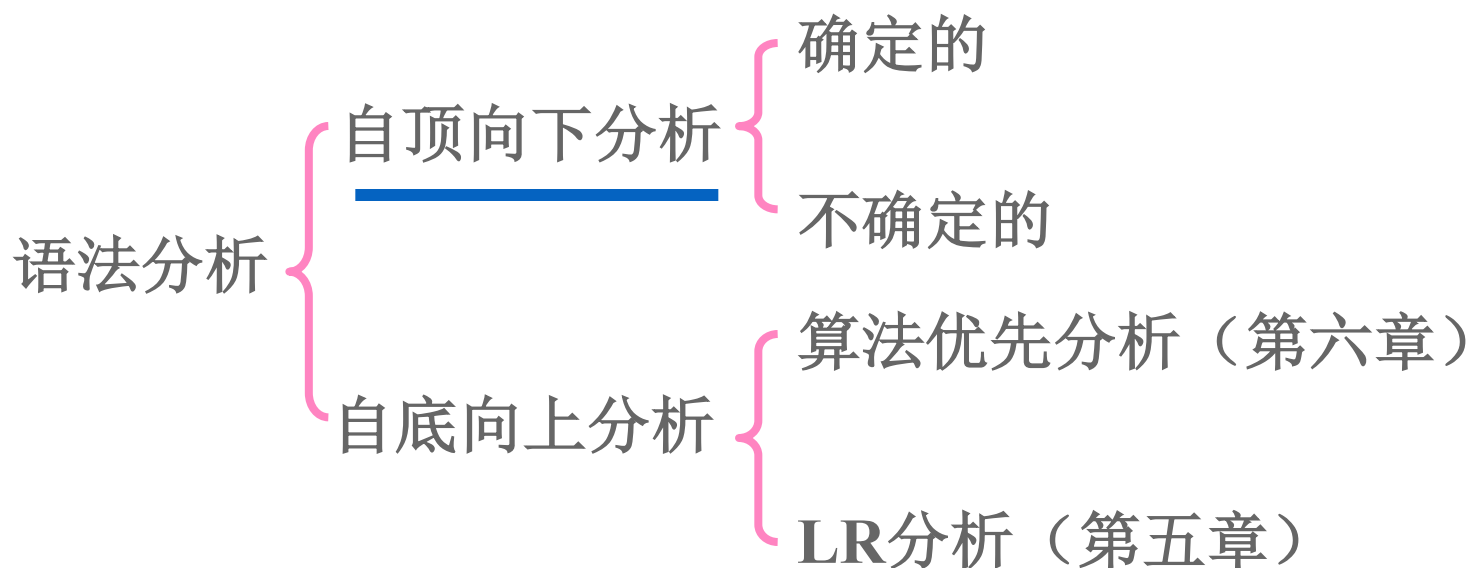 确定的
自顶向下分析
不确定的
语法分析
算法优先分析（第六章）
自底向上分析
LR分析（第五章）